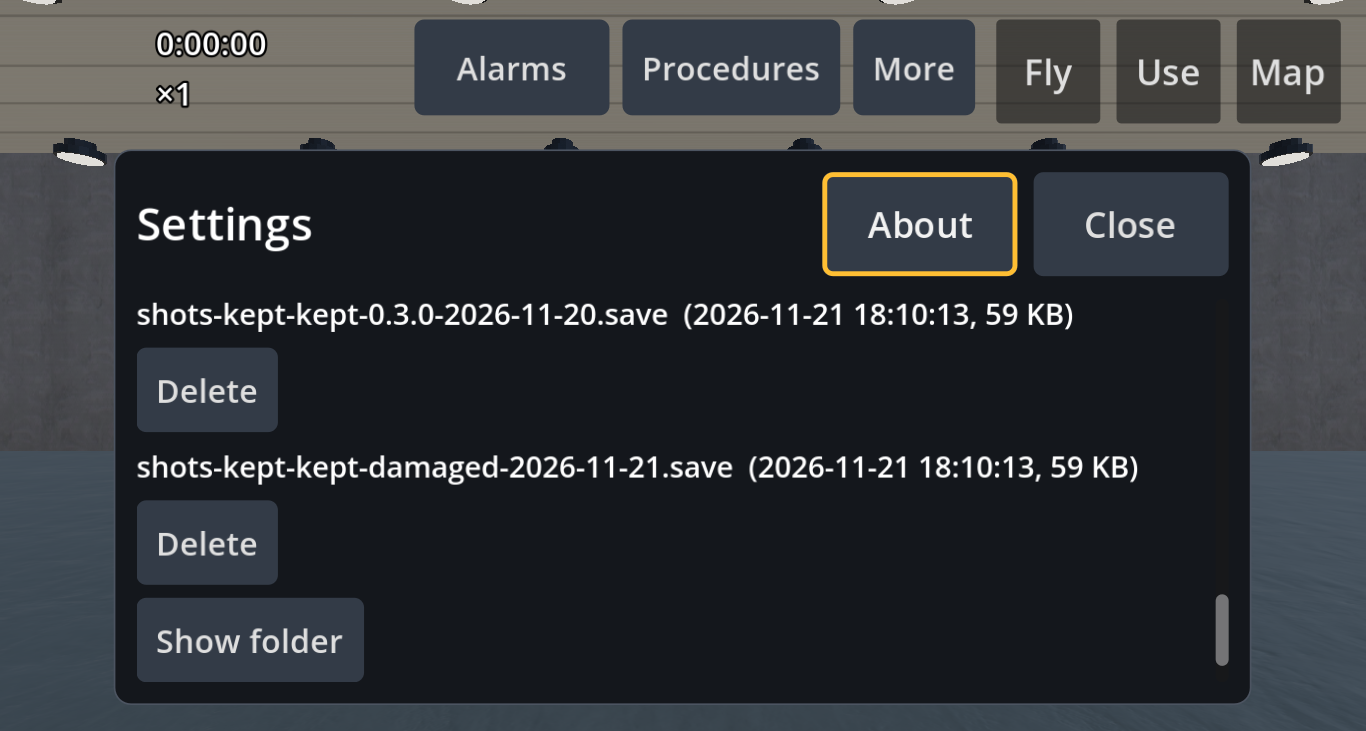 0:00:00
×1
Alarms
Procedures
More
Fly
Use
Map
Settings
About
Close
shots-kept-kept-0.3.0-2026-11-20.save (2026-11-21 18:10:13, 59 KB)
Delete
shots-kept-kept-damaged-2026-11-21.save (2026-11-21 18:10:13, 59 KB)
Delete
Show folder